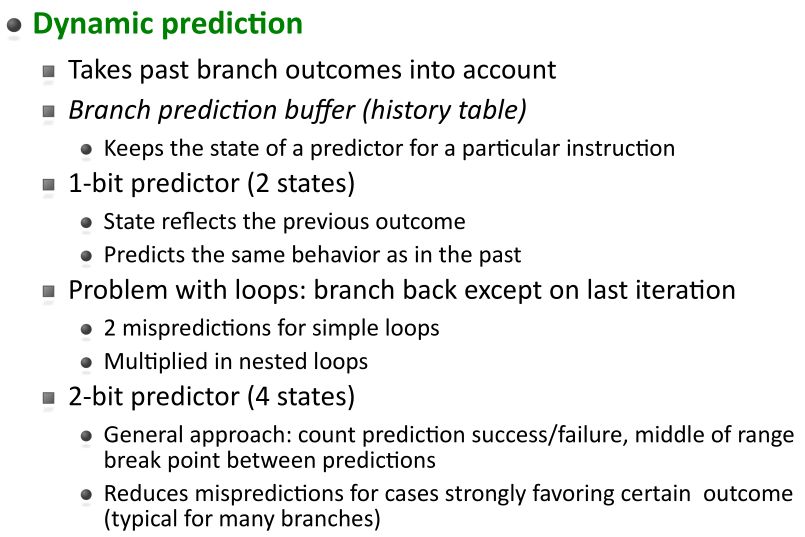 Dynamic prediction
Takes past branch outcomes into account
Branch prediction buffer (history table)
Keeps the state of a predictor for a particular instruction
1-bit predictor (2 states)
State reflects the previous outcome
Predicts the same behavior as in the past
Problem with loops: branch back except on last iteration
2 mispredictions for simple loops
Multiplied in nested loops
2-bit predictor (4 states)
General approach: count prediction success/failure, middle of range
break point between predictions
Reduces mispredictions for cases strongly favoring certain  outcome
(typical for many branches)